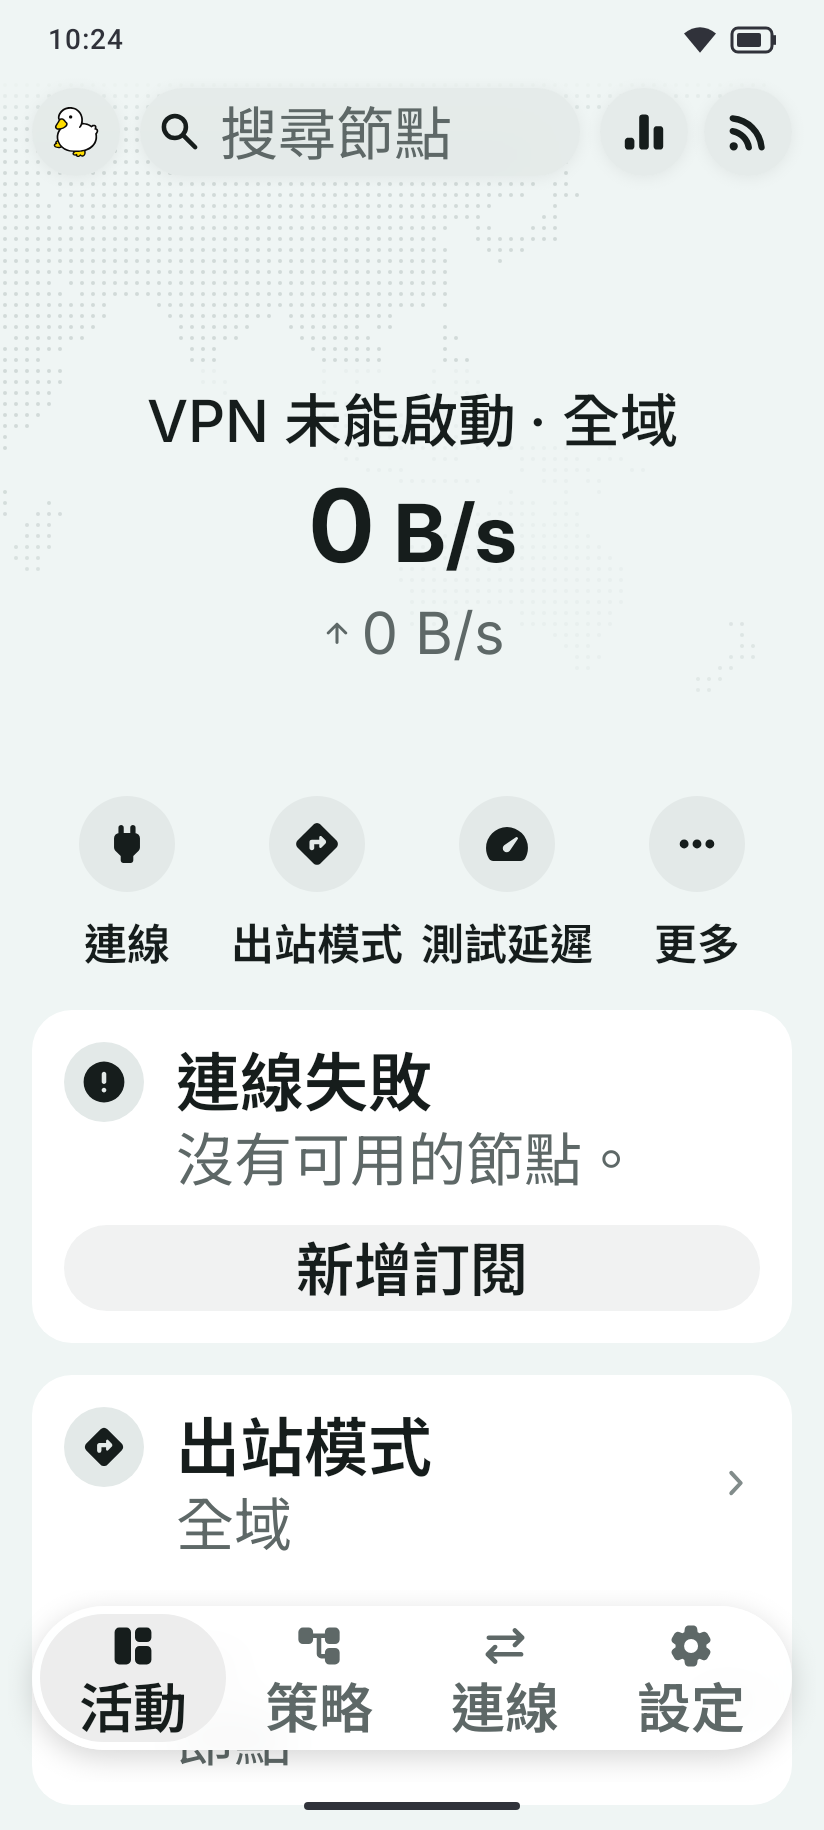 10:24
搜尋節點
VPN 未能啟動 · 全域
0 B/s
↑ 0 B/s
連線
出站模式
測試延遲
更多
連線失敗
沒有可用的節點。
新增訂閱
出站模式
全域
節點
活動
策略
連線
設定